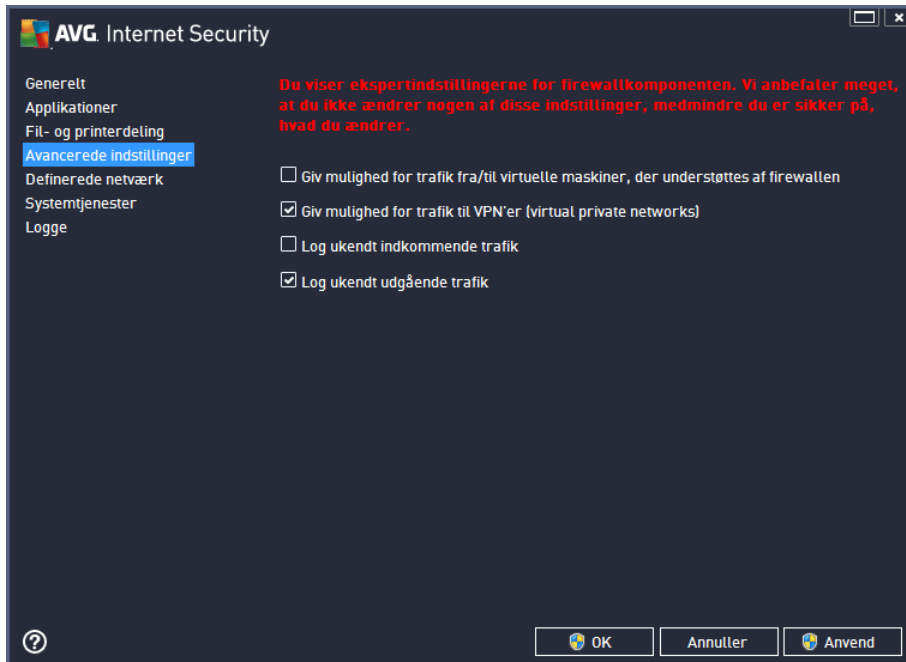 AVG. Internet Security
Generelt
Applikationer
Fil- og printerdeling
Avancerede indstillinger
Definerede netværk
Systemtjenester
Logge
Du viser ekspertindstillingerne for firewallkomponenten. Vi anbefaler meget,
at du ikke ændrer nogen af disse indstillinger, medmindre du er sikker på,
hvad du ændrer.
Giv mulighed for trafik fra/til virtuelle maskiner, der understøttes af firewallen
Giv mulighed for trafik til VPN'er (virtual private networks)
Log ukendt indkommende trafik
Log ukendt udgående trafik
OK
Annuller
Anvend